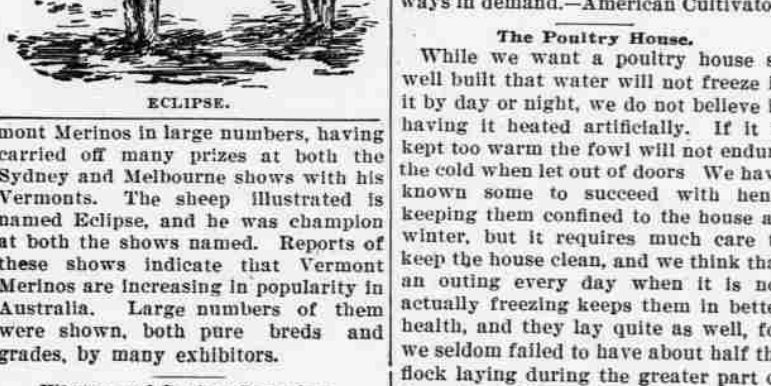 ECLIPSE.
mont Merinos in large numbers, having
carried off many prizes at both the
Sydney and Melbourne shows with his
Vermonts. The sheep illustrated is
named Eclipse, and he was champion
at both the shows named. Reports of
these shows indicate that Vermont
Merinos are increasing in popularity in
Australia. Large numbers of them
were shown, both pure breds and
grades, by many exhibitors.
ways in demand.—American Cultivato
The Poultry House.
While we want a poultry house s
well built that water will not freeze i
it by day or night, we do not believe i
having it heated artificially. If it
kept too warm the fowl will not endur
the cold when let out of doors We hav
known some to succeed with hen
keeping them confined to the house a
winter, but it requires much care t
keep the house clean, and we think tha
an outing every day when it is no
actually freezing keeps them in bette
health, and they lay quite as well, fo
we seldom failed to have about half th
flock laying during the greater part o